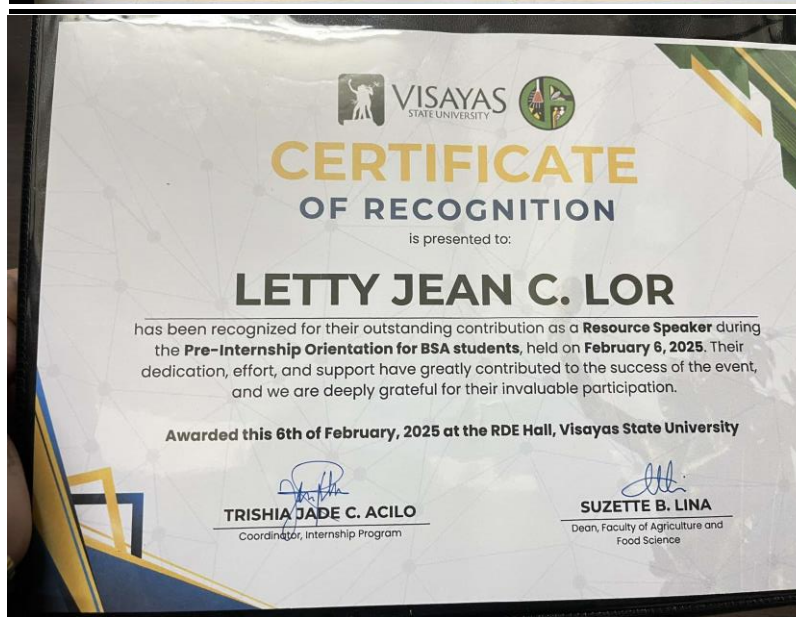 VISAYAS
STATE UNIVERSITY
CERTIFICATE
OF RECOGNITION
is presented to:
LETTY JEAN C. LOR
has been recognized for their outstanding contribution as a Resource Speaker during
the Pre-Internship Orientation for BSA students, held on February 6, 2025. Their
dedication, effort, and support have greatly contributed to the success of the event,
and we are deeply grateful for their invaluable participation.
Awarded this 6th of February, 2025 at the RDE Hall, Visayas State University
TRISHIA JADE C. ACILO
Coordinator, Internship Program
SUZETTE B. LINA
Dean, Faculty of Agriculture and
Food Science